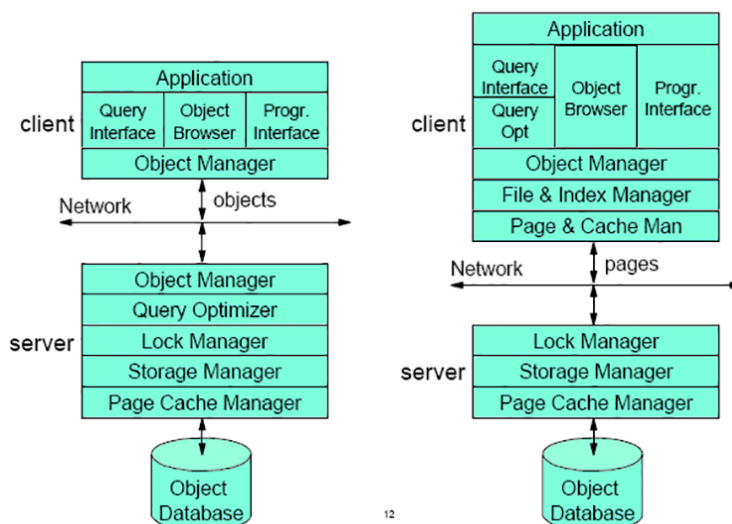 Application
client
Query
Interface
Object
Browser
Progr.
Interface
Object Manager
objects
Network
Object Manager
Query Optimizer
server
Lock Manager
Storage Manager
Page Cache Manager
Object
Database
12
Application
client
Query
Interface
Query
Opt
Object
Browser
Progr.
Interface
Object Manager
File & Index Manager
Page & Cache Man
pages
Network
Lock Manager
server
Storage Manager
Page Cache Manager
Object
Database